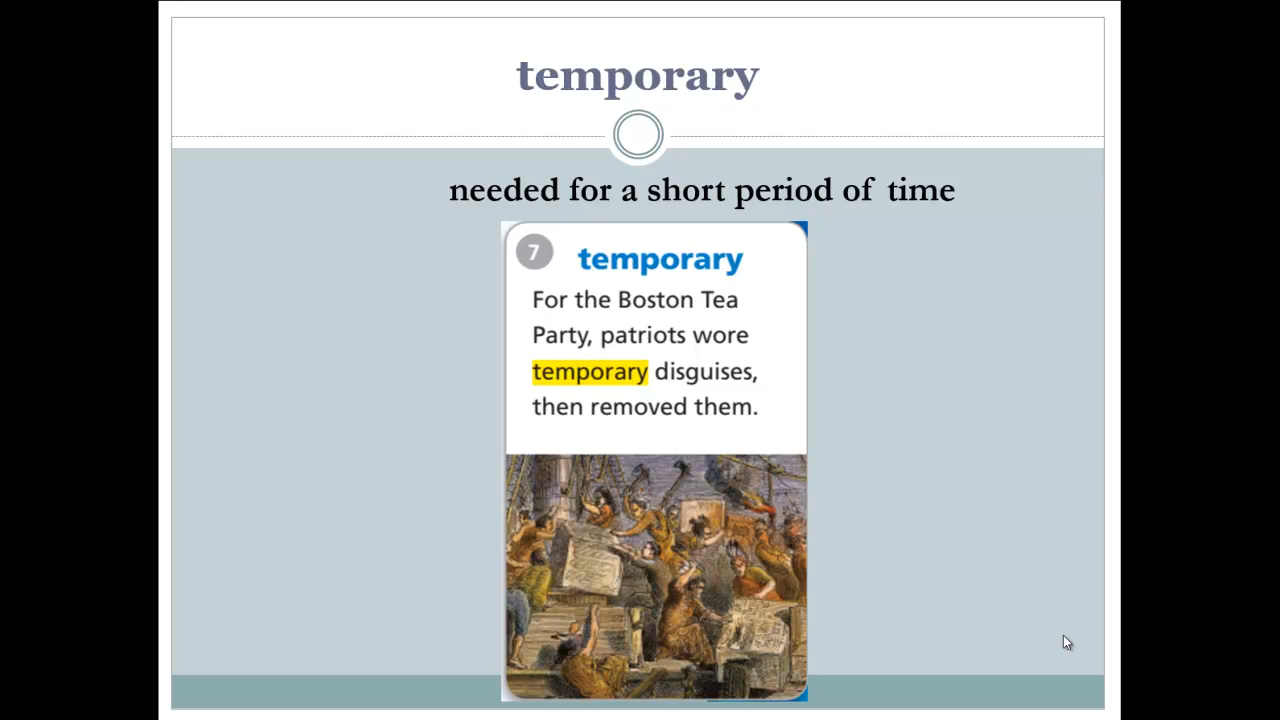 temporary
needed for a short period of time
7
temporary
For the Boston Tea
Party, patriots wore
temporary disguises,
then removed them.